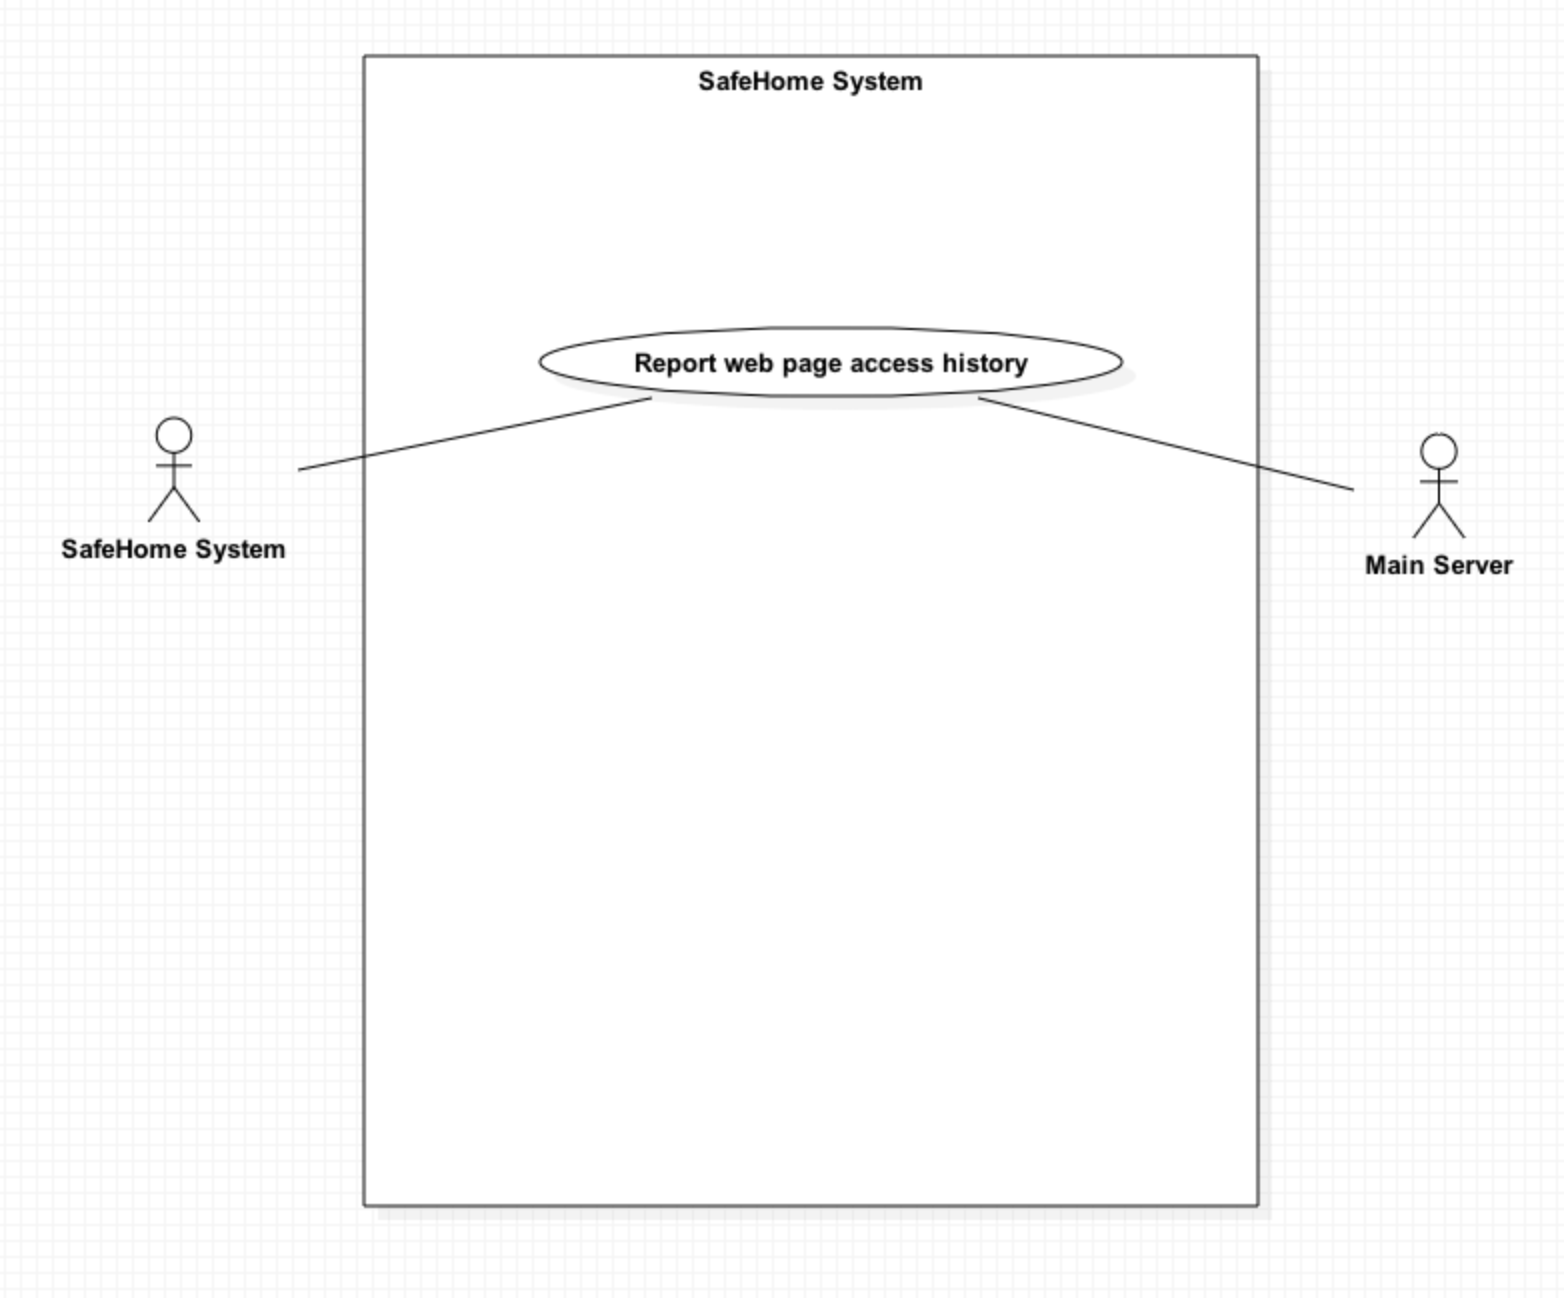 SafeHome System
Report web page access history
SafeHome System
Main Server